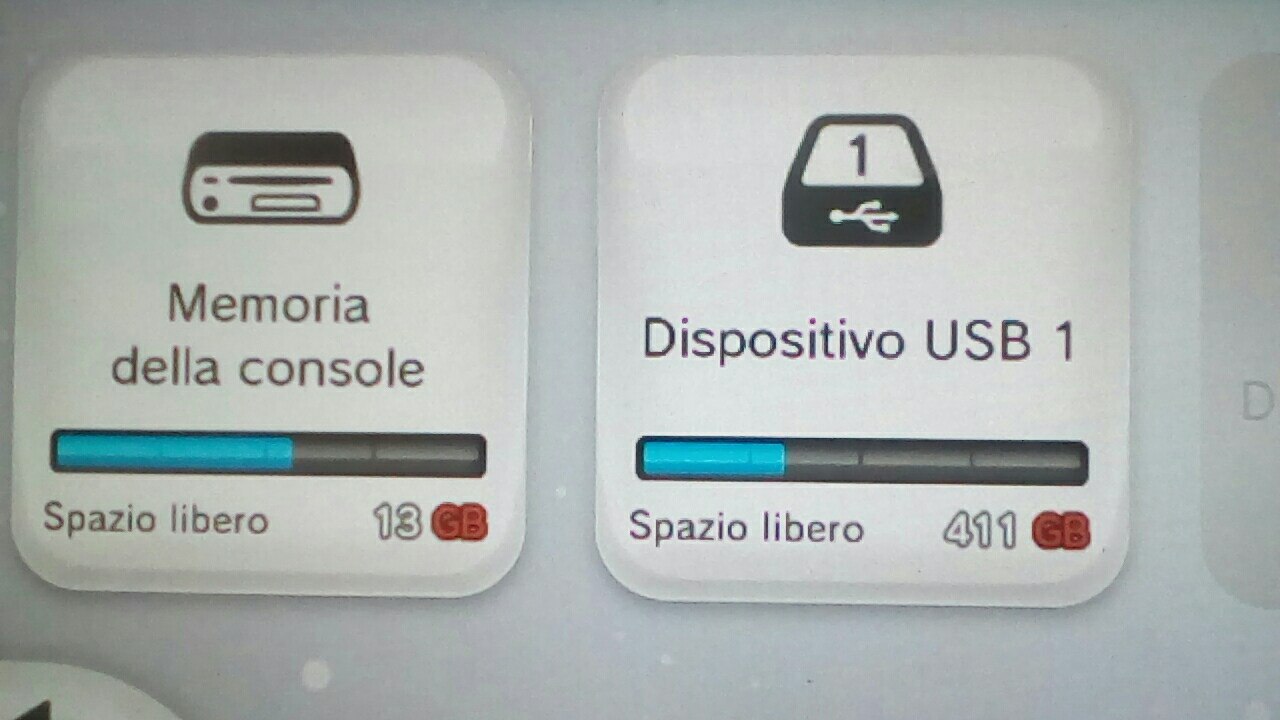 Memoria
della console
Spazio libero 13 GB
1
Dispositivo USB 1
Spazio libero 411 GB
D